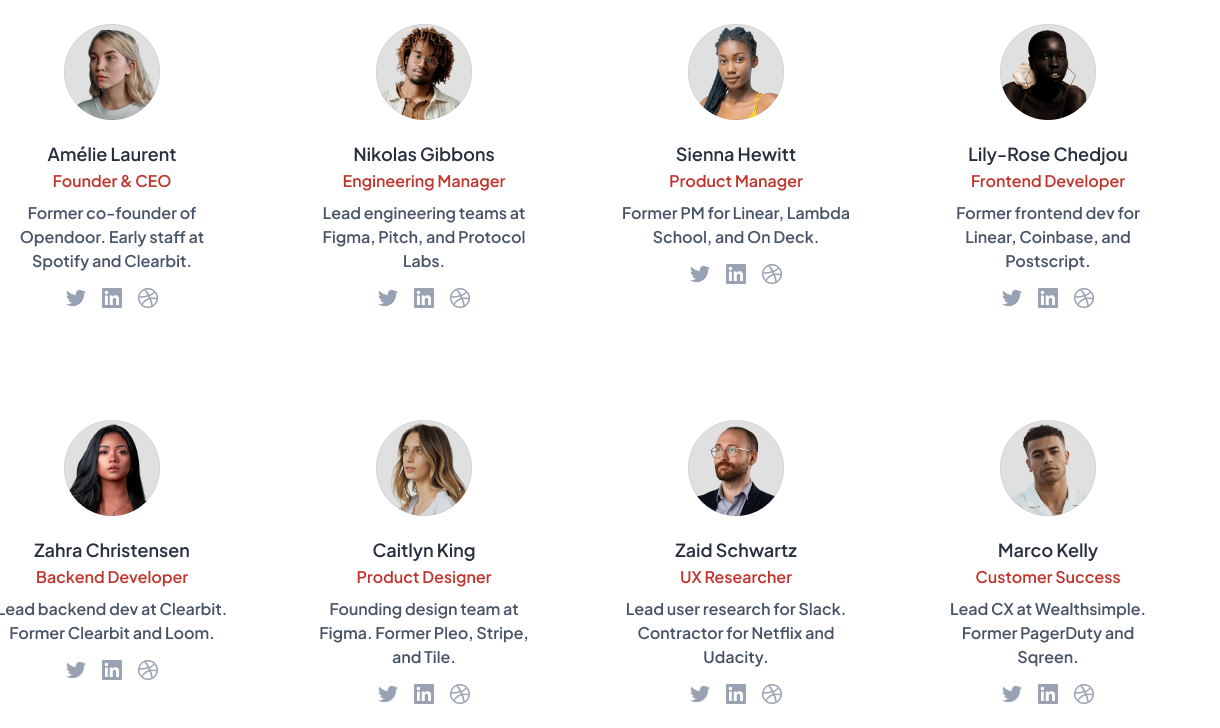 Amélie Laurent
Founder & CEO
Former co-founder of
Opendoor. Early staff at
Spotify and Clearbit.
Nikolas Gibbons
Engineering Manager
Lead engineering teams at
Figma, Pitch, and Protocol
Labs.
Sienna Hewitt
Product Manager
Former PM for Linear, Lambda
School, and On Deck.
Lily-Rose Chedjou
Frontend Developer
Former frontend dev for
Linear, Coinbase, and
Postscript.
Zahra Christensen
Backend Developer
Lead backend dev at Clearbit.
Former Clearbit and Loom.
Caitlyn King
Product Designer
Founding design team at
Figma. Former Pleo, Stripe,
and Tile.
Zaid Schwartz
UX Researcher
Lead user research for Slack.
Contractor for Netflix and
Udacity.
Marco Kelly
Customer Success
Lead CX at Wealthsimple.
Former PagerDuty and
Sqreen.